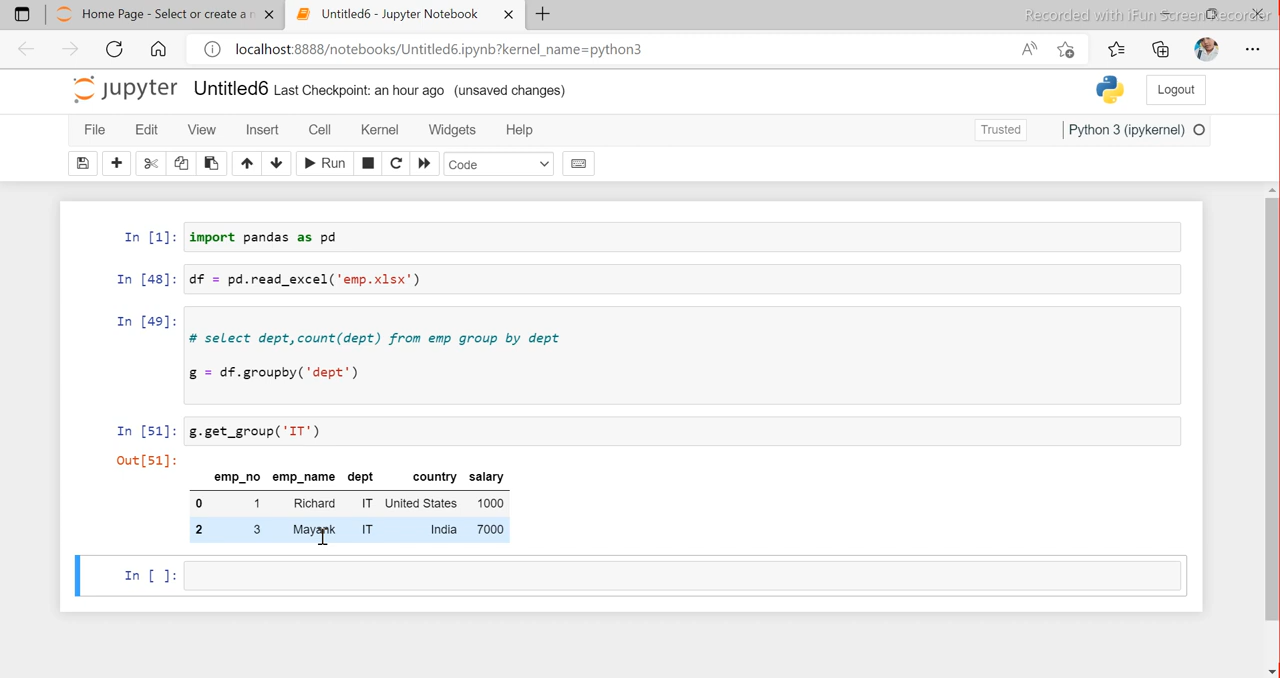 Home Page - Select or create a n
Untitled6 - Jupyter Notebook
Recorded with iFun Screen Recorder
localhost:8888/notebooks/Untitled6.ipynb?kernel_name=python3
jupyter Untitled6 Last Checkpoint: an hour ago (unsaved changes)
Logout
File Edit View Insert Cell Kernel Widgets Help
Trusted
Python 3 (ipykernel)
Run
Code
In [1]: import pandas as pd
In [48]: df = pd.read_excel('emp.xlsx')
In [49]:
# select dept,count(dept) from emp group by dept
g = df.groupby('dept')
In [51]: g.get_group('IT')
Out[51]:
emp_no emp_name dept country salary
0 1 Richard IT United States 1000
2 3 Mayank IT India 7000
In [ ]: